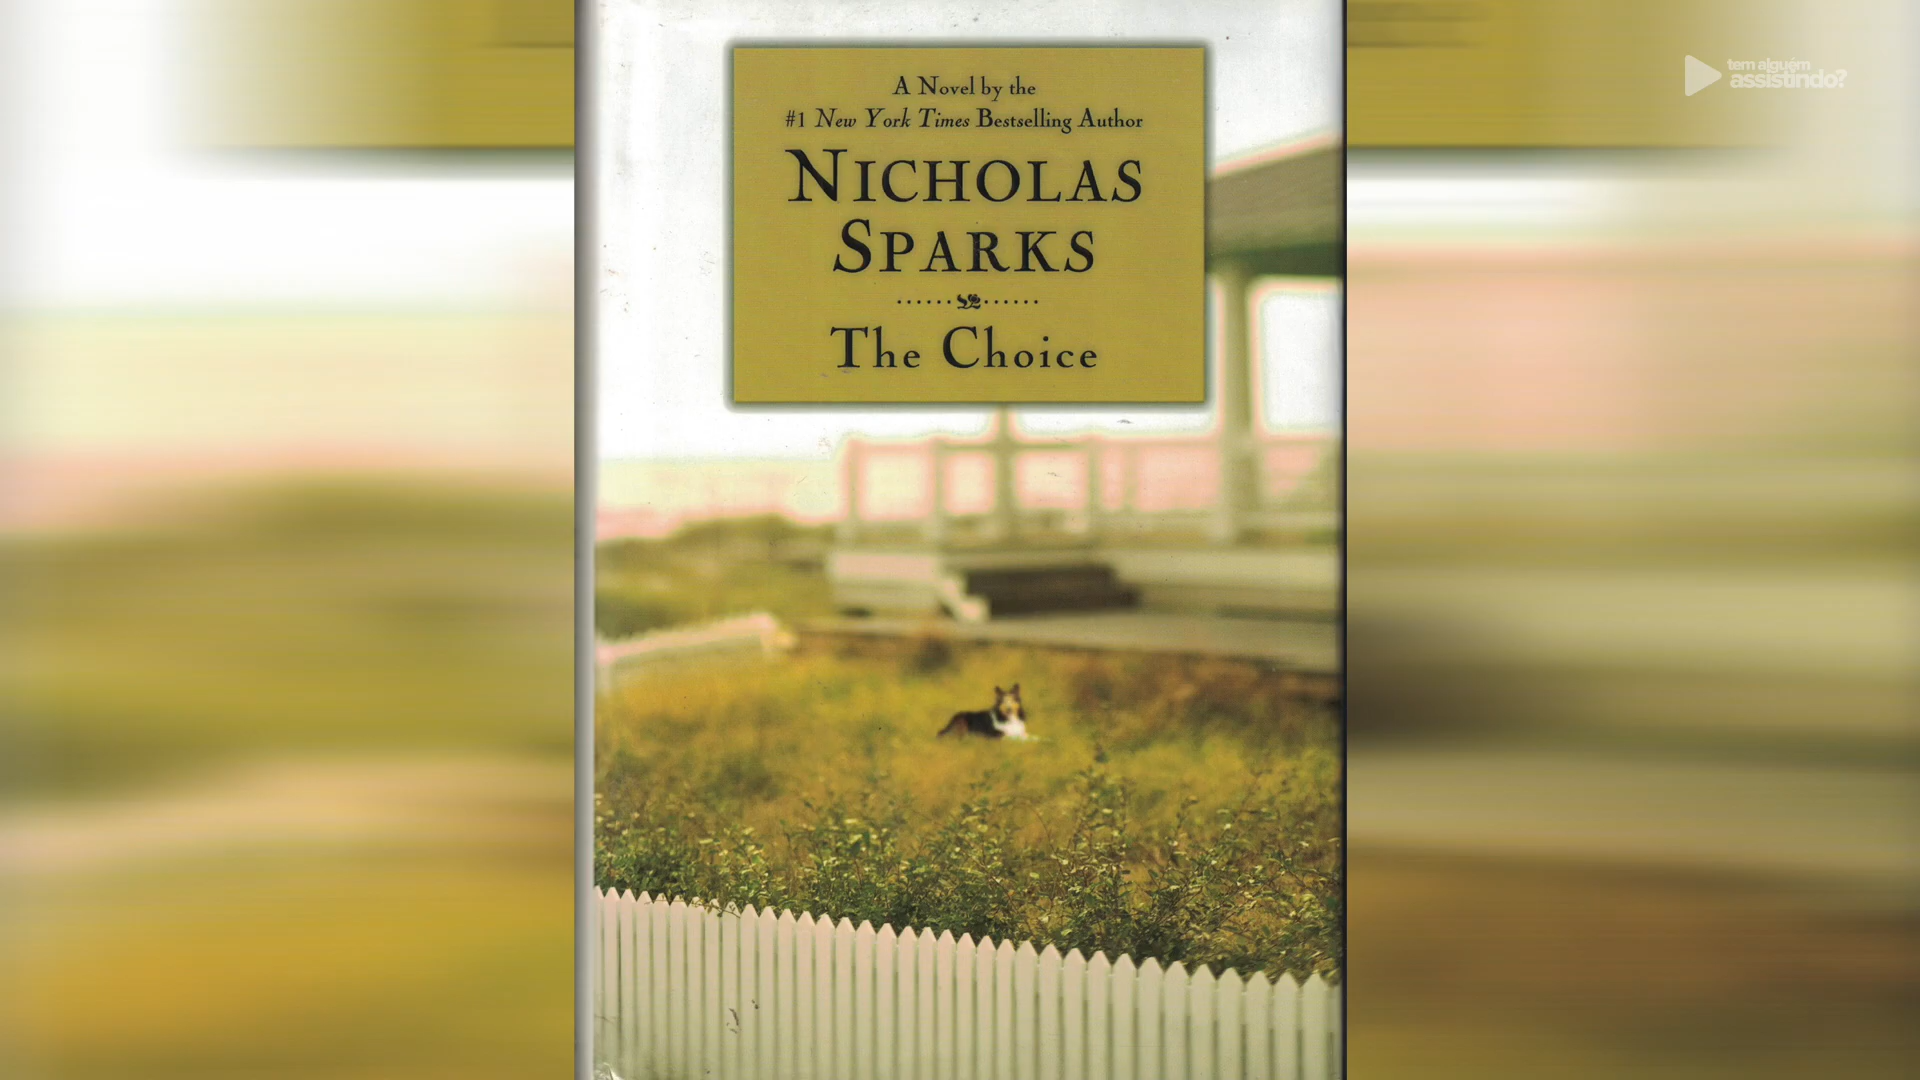 A Novel by the
#1 New York Times Bestselling Author
NICHOLAS
SPARKS
The Choice
tem alguém
assistindo?